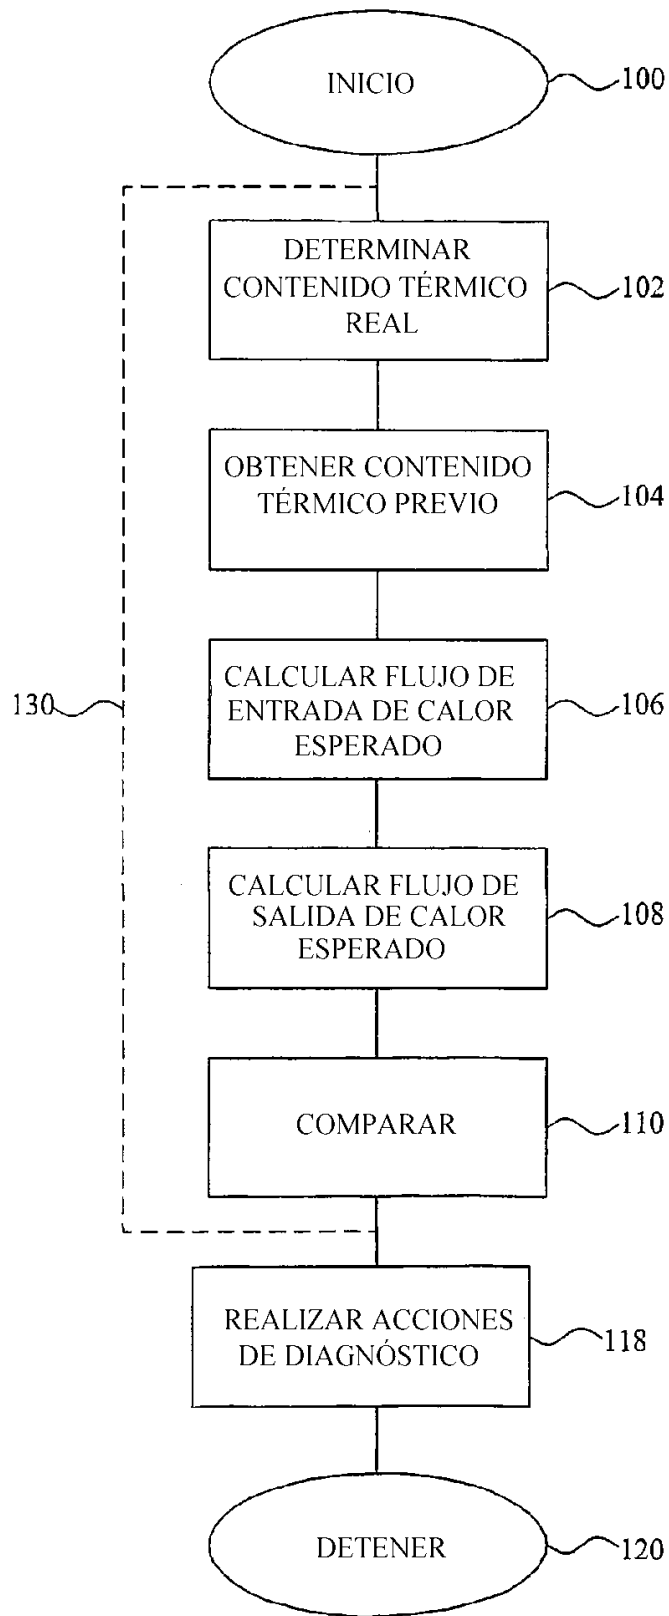 INICIO
100
DETERMINAR
CONTENIDO TÉRMICO
REAL
102
OBTENER CONTENIDO
TÉRMICO PREVIO
104
CALCULAR FLUJO DE
ENTRADA DE CALOR
ESPERADO
106
130
CALCULAR FLUJO DE
SALIDA DE CALOR
ESPERADO
108
COMPARAR
110
REALIZAR ACCIONES
DE DIAGNÓSTICO
118
DETENER
120